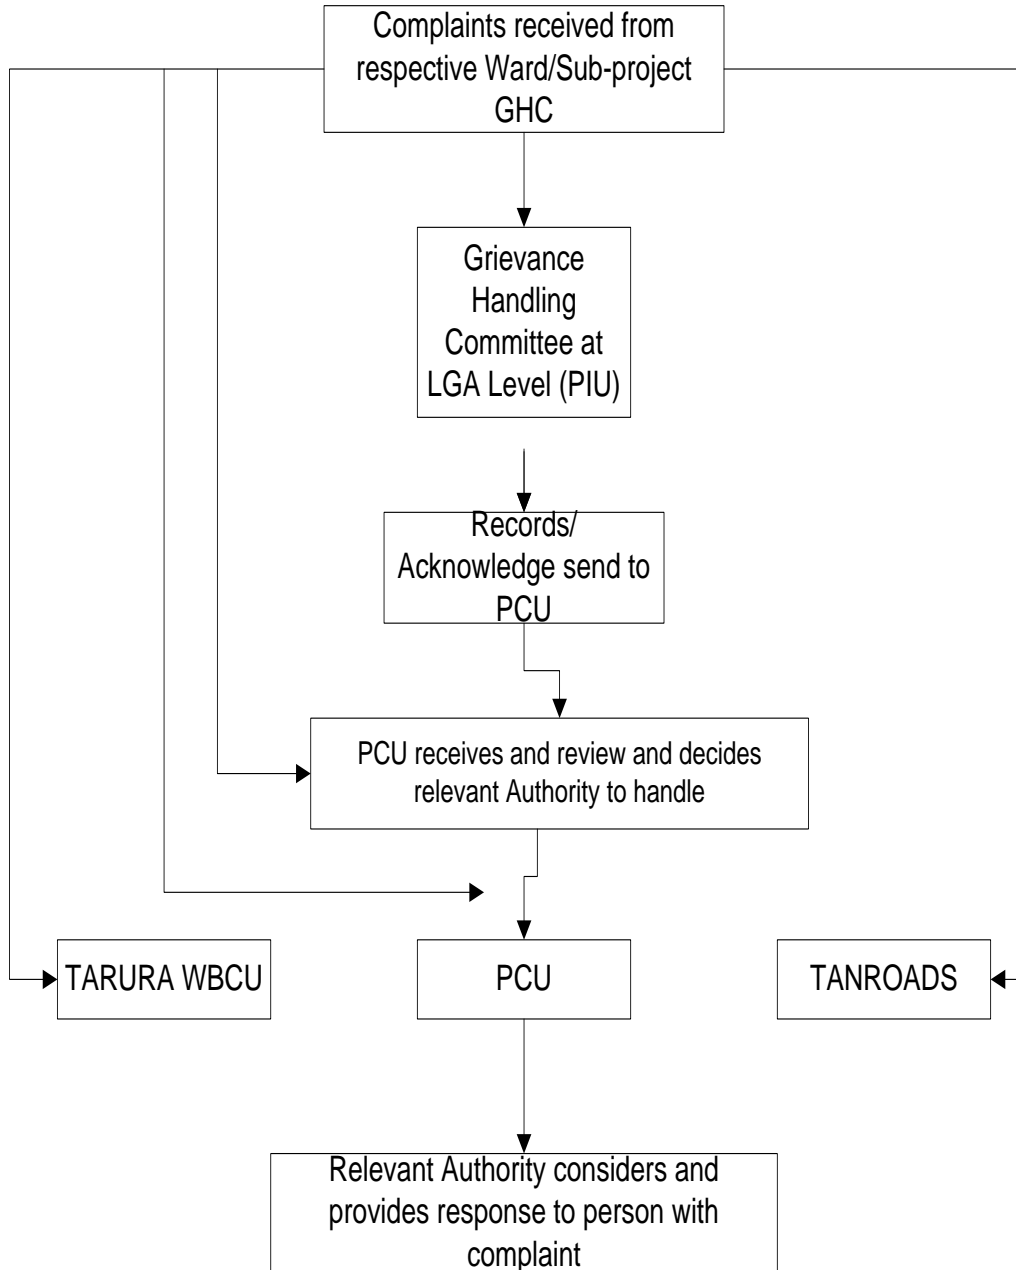 Complaints received from
respective Ward/Sub-project
GHC
Grievance
Handling
Committee at
LGA Level (PIU)
Records/
Acknowledge send to
PCU
PCU receives and review and decides
relevant Authority to handle
TARURA WBCU
PCU
TANROADS
Relevant Authority considers and
provides response to person with
complaint